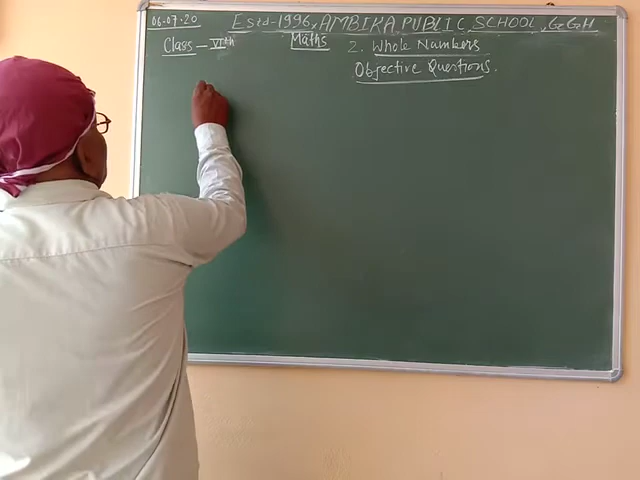 06-07-20 Estd-1996, AMBIKA PUBLIC SCHOOL, GGH
Class - VIth Maths 2. Whole Numbers
Objective Questions.